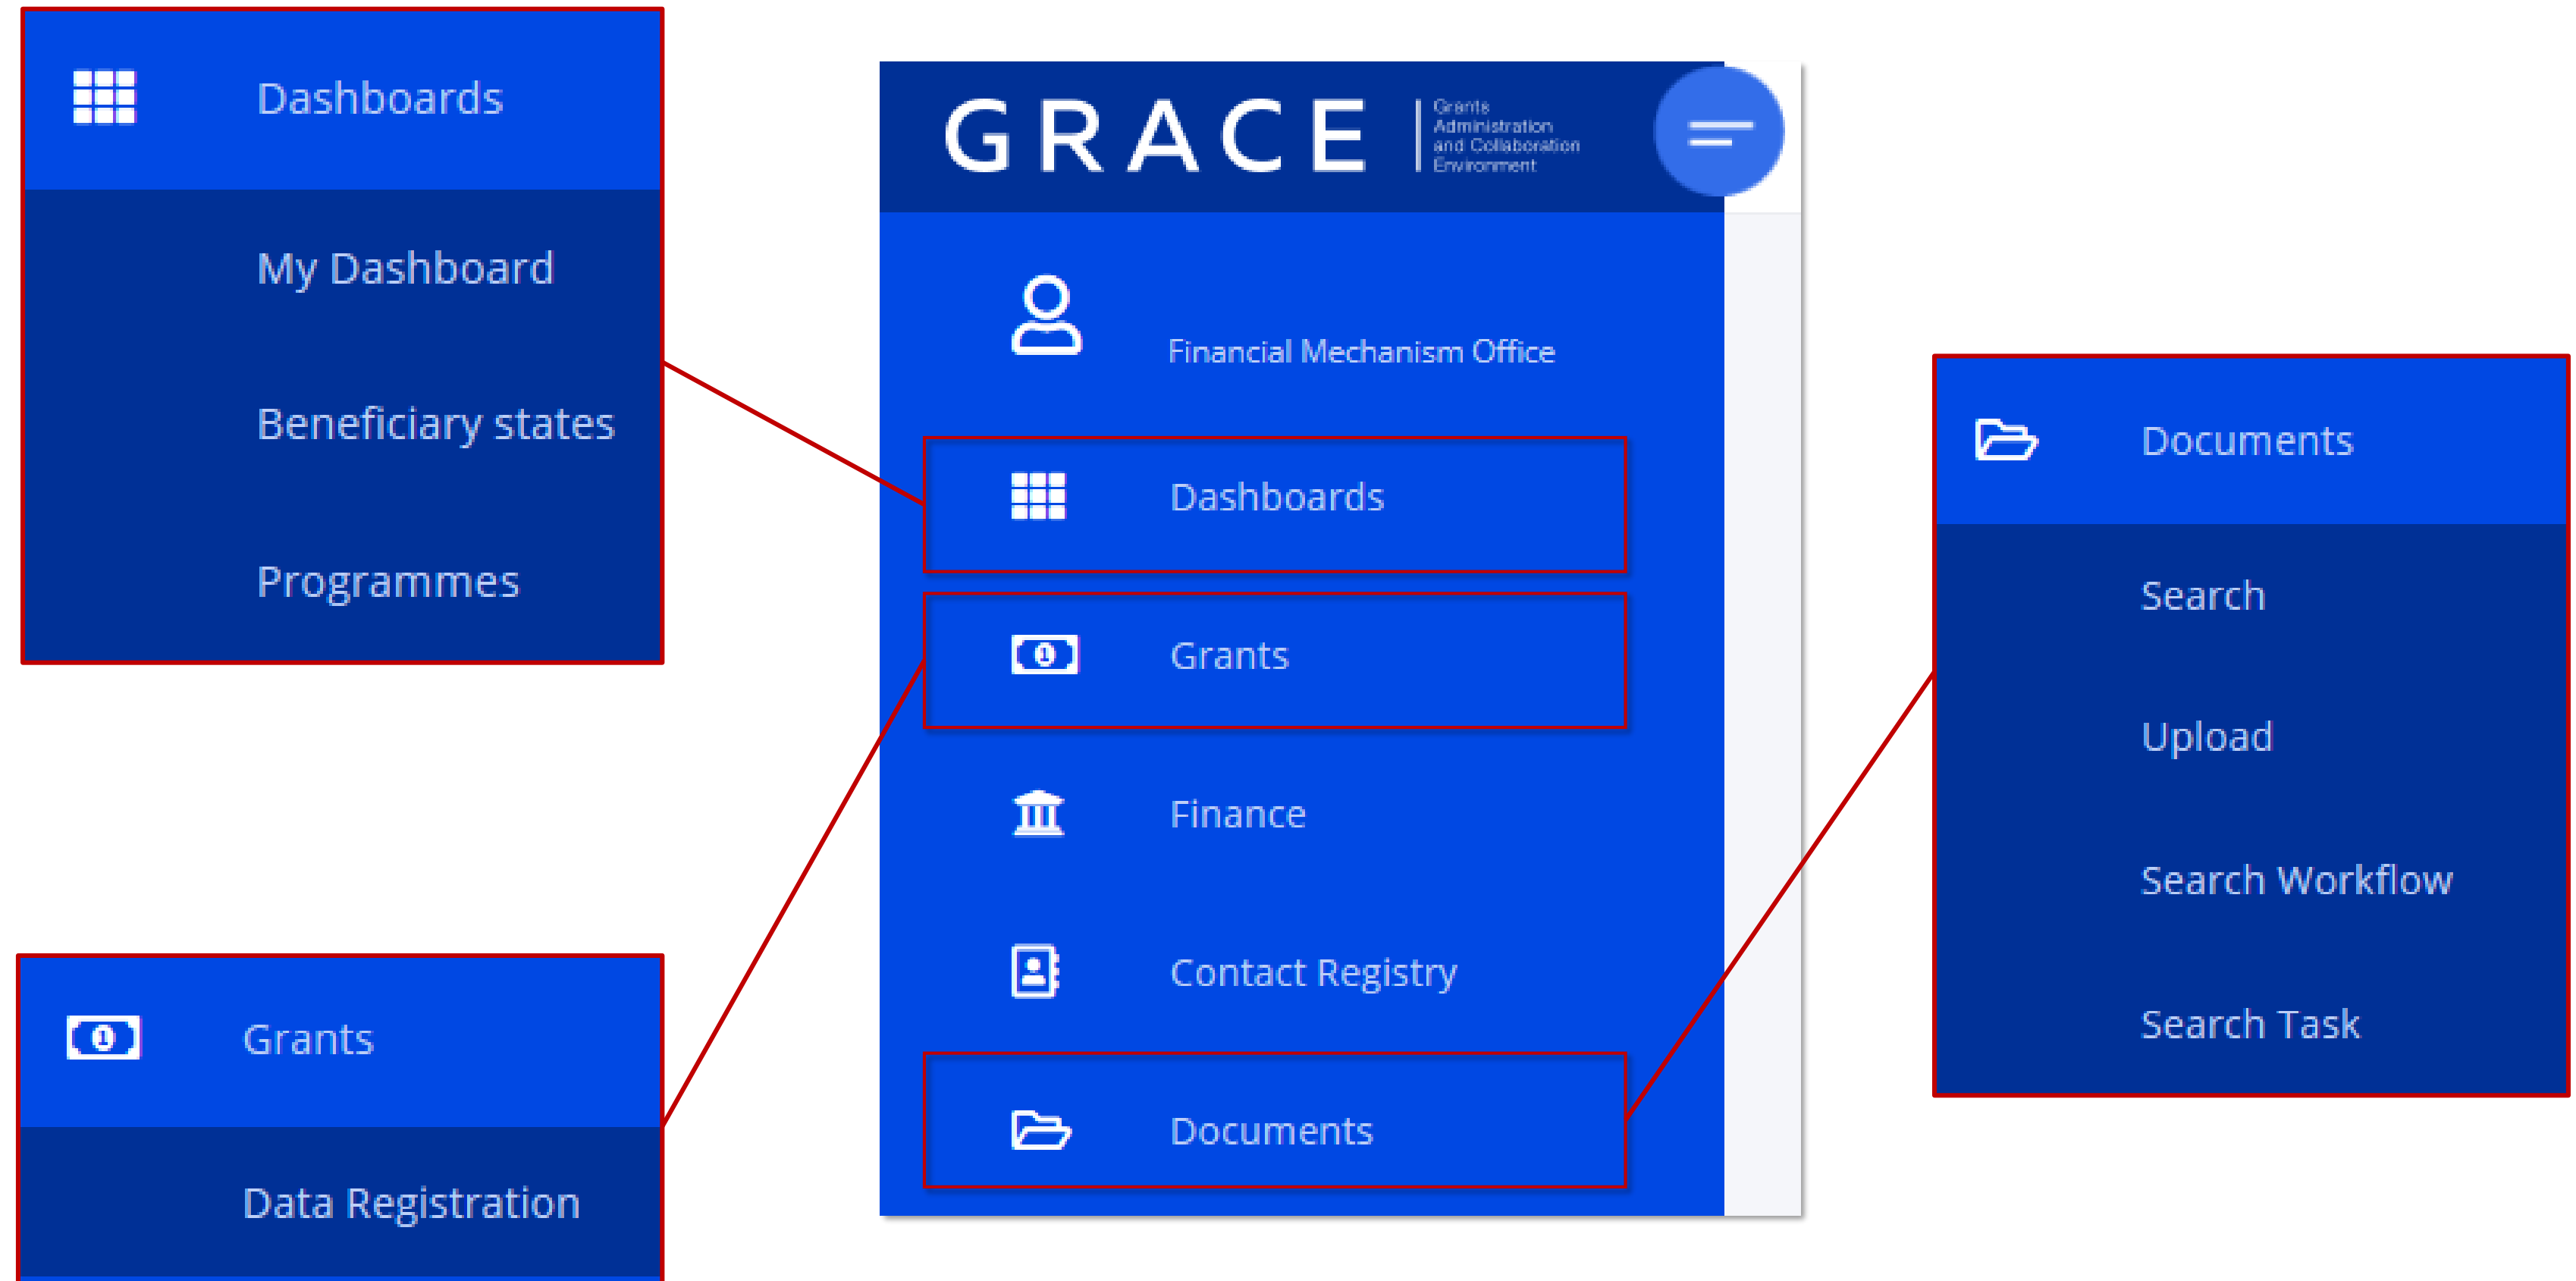 Dashboards
My Dashboard
Beneficiary states
Programmes
Grants
Data Registration
GRACE
Grants
Administration
and Collaboration
Environment
Financial Mechanism Office
Dashboards
Grants
Finance
Contact Registry
Documents
Documents
Search
Upload
Search Workflow
Search Task